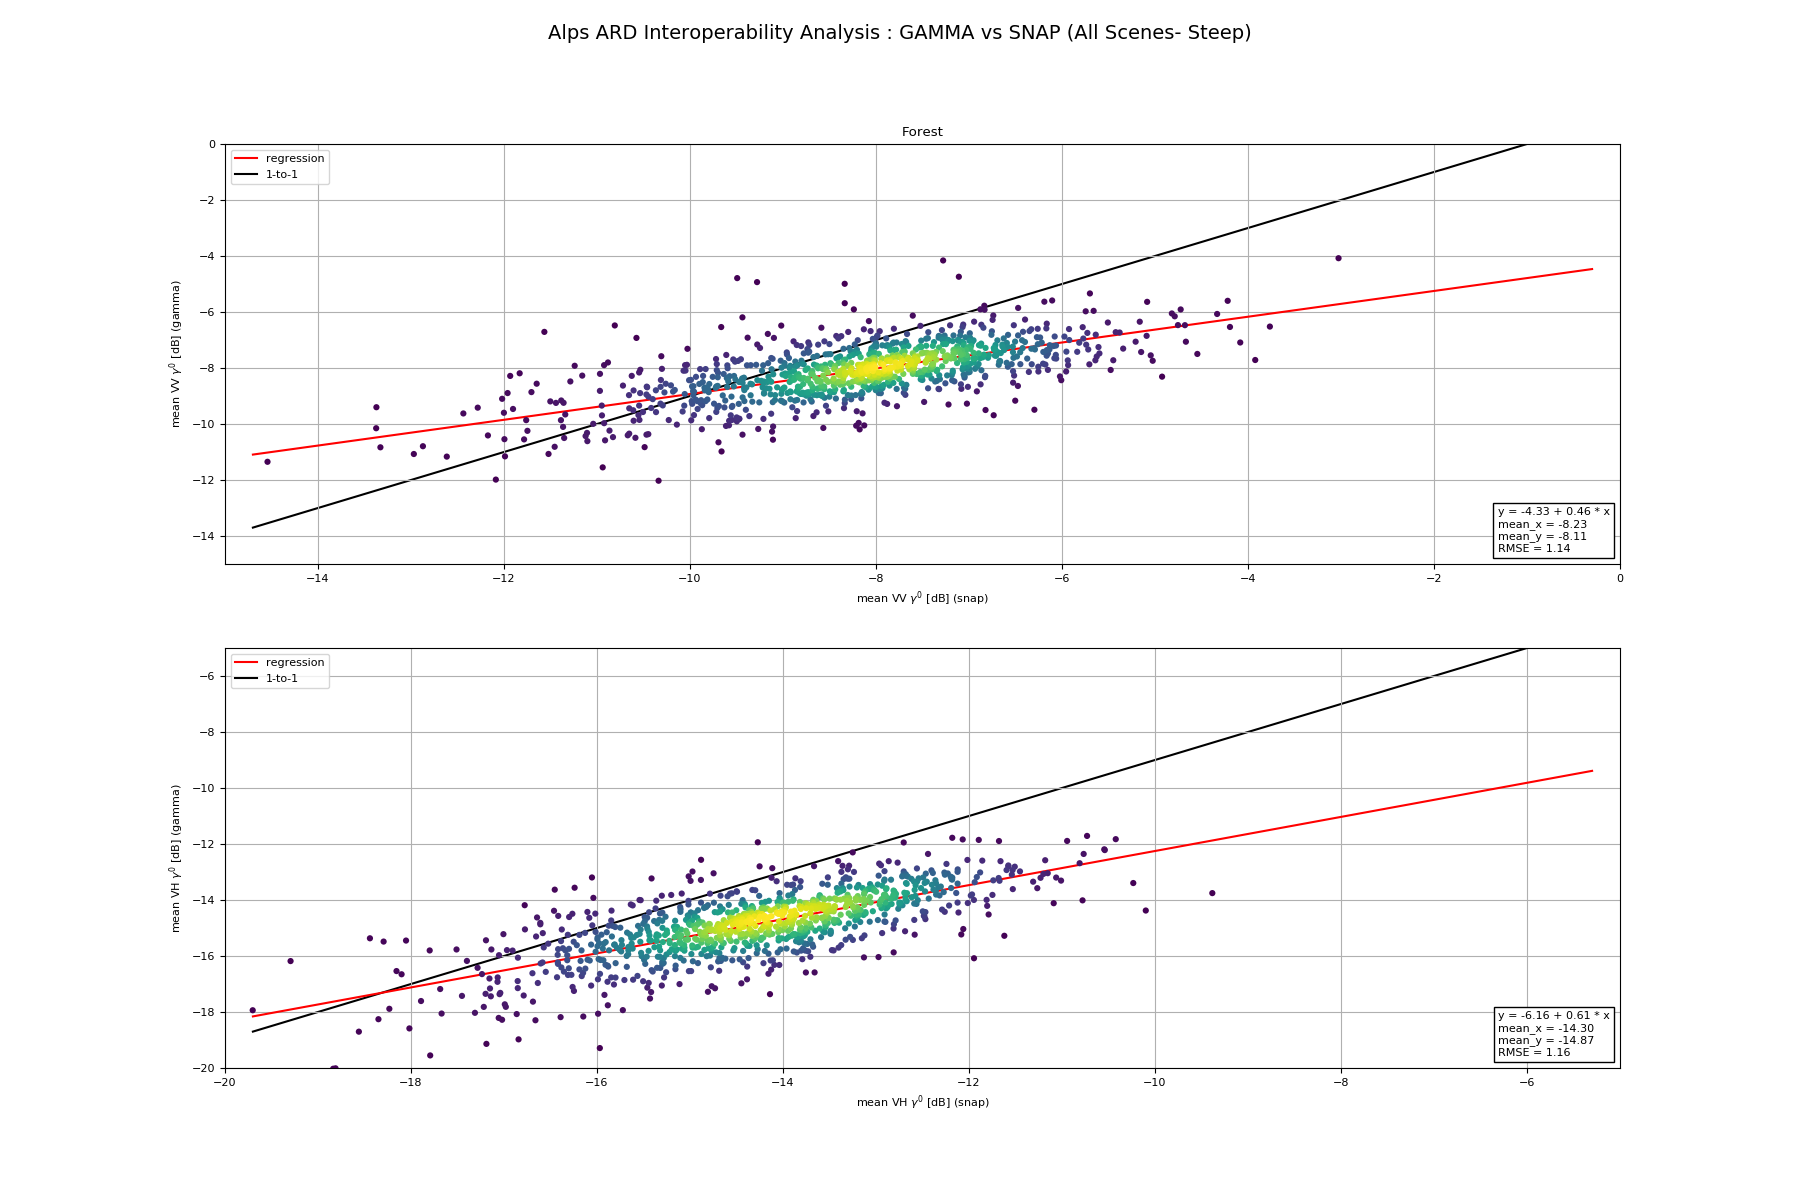 Alps ARD Interoperability Analysis : GAMMA vs SNAP (All Scenes- Steep)
Forest
regression
1-to-1
0
−2
−4
−6
−8
−10
−12
−14
mean VV γ⁰ [dB] (gamma)
y = -4.33 + 0.46 * x
mean_x = -8.23
mean_y = -8.11
RMSE = 1.14
−14
−12
−10
−8
−6
−4
−2
0
mean VV γ⁰ [dB] (snap)
regression
1-to-1
−6
−8
−10
−12
−14
−16
−18
−20
mean VH γ⁰ [dB] (gamma)
y = -6.16 + 0.61 * x
mean_x = -14.30
mean_y = -14.87
RMSE = 1.16
−20
−18
−16
−14
−12
−10
−8
−6
mean VH γ⁰ [dB] (snap)